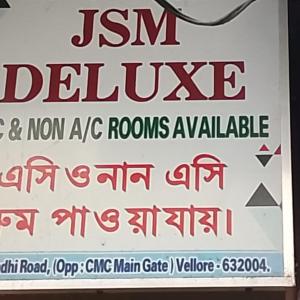 JSM
DELUXE
C & NON A/C ROOMS AVAILABLE
এসি ও নান এসি
রুম পাওয়া যায়।
dhi Road, (Opp : CMC Main Gate) Vellore - 632004.